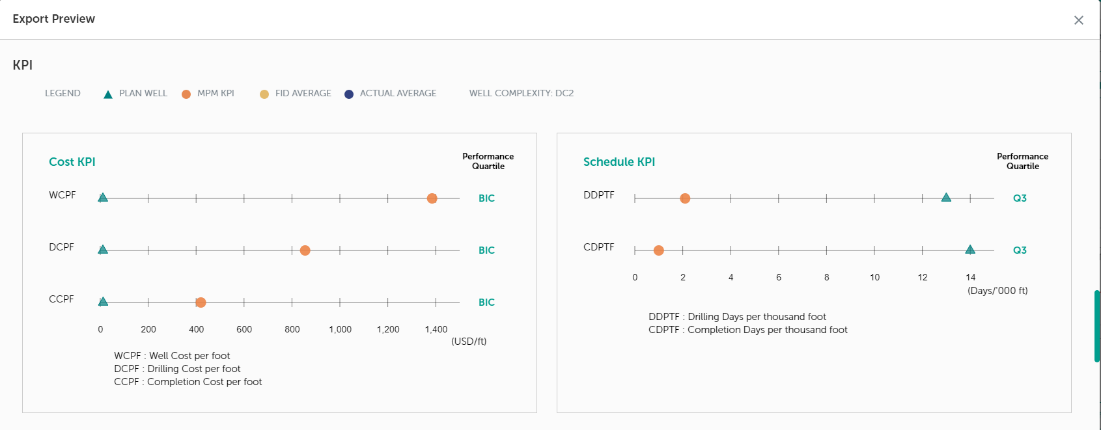 Export Preview
KPI
LEGEND PLAN WELL MPM KPI FID AVERAGE ACTUAL AVERAGE WELL COMPLEXITY: DC2
Cost KPI
Performance
Quartile
WCPF BIC
DCPF BIC
CCPF BIC
0 200 400 600 800 1,000 1,200 1,400
(USD/ft)
WCPF : Well Cost per foot
DCPF : Drilling Cost per foot
CCPF : Completion Cost per foot
Schedule KPI
Performance
Quartile
DDPTF Q3
CDPTF Q3
0 2 4 6 8 10 12 14
(Days/'000 ft)
DDPTF : Drilling Days per thousand foot
CDPTF : Completion Days per thousand foot